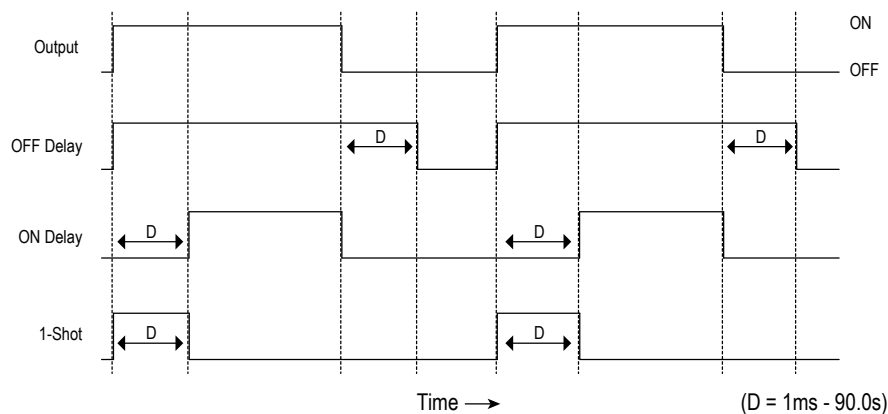 Output
ON
OFF
OFF Delay
D
D
ON Delay
D
D
1-Shot
D
D
Time
(D = 1ms - 90.0s)